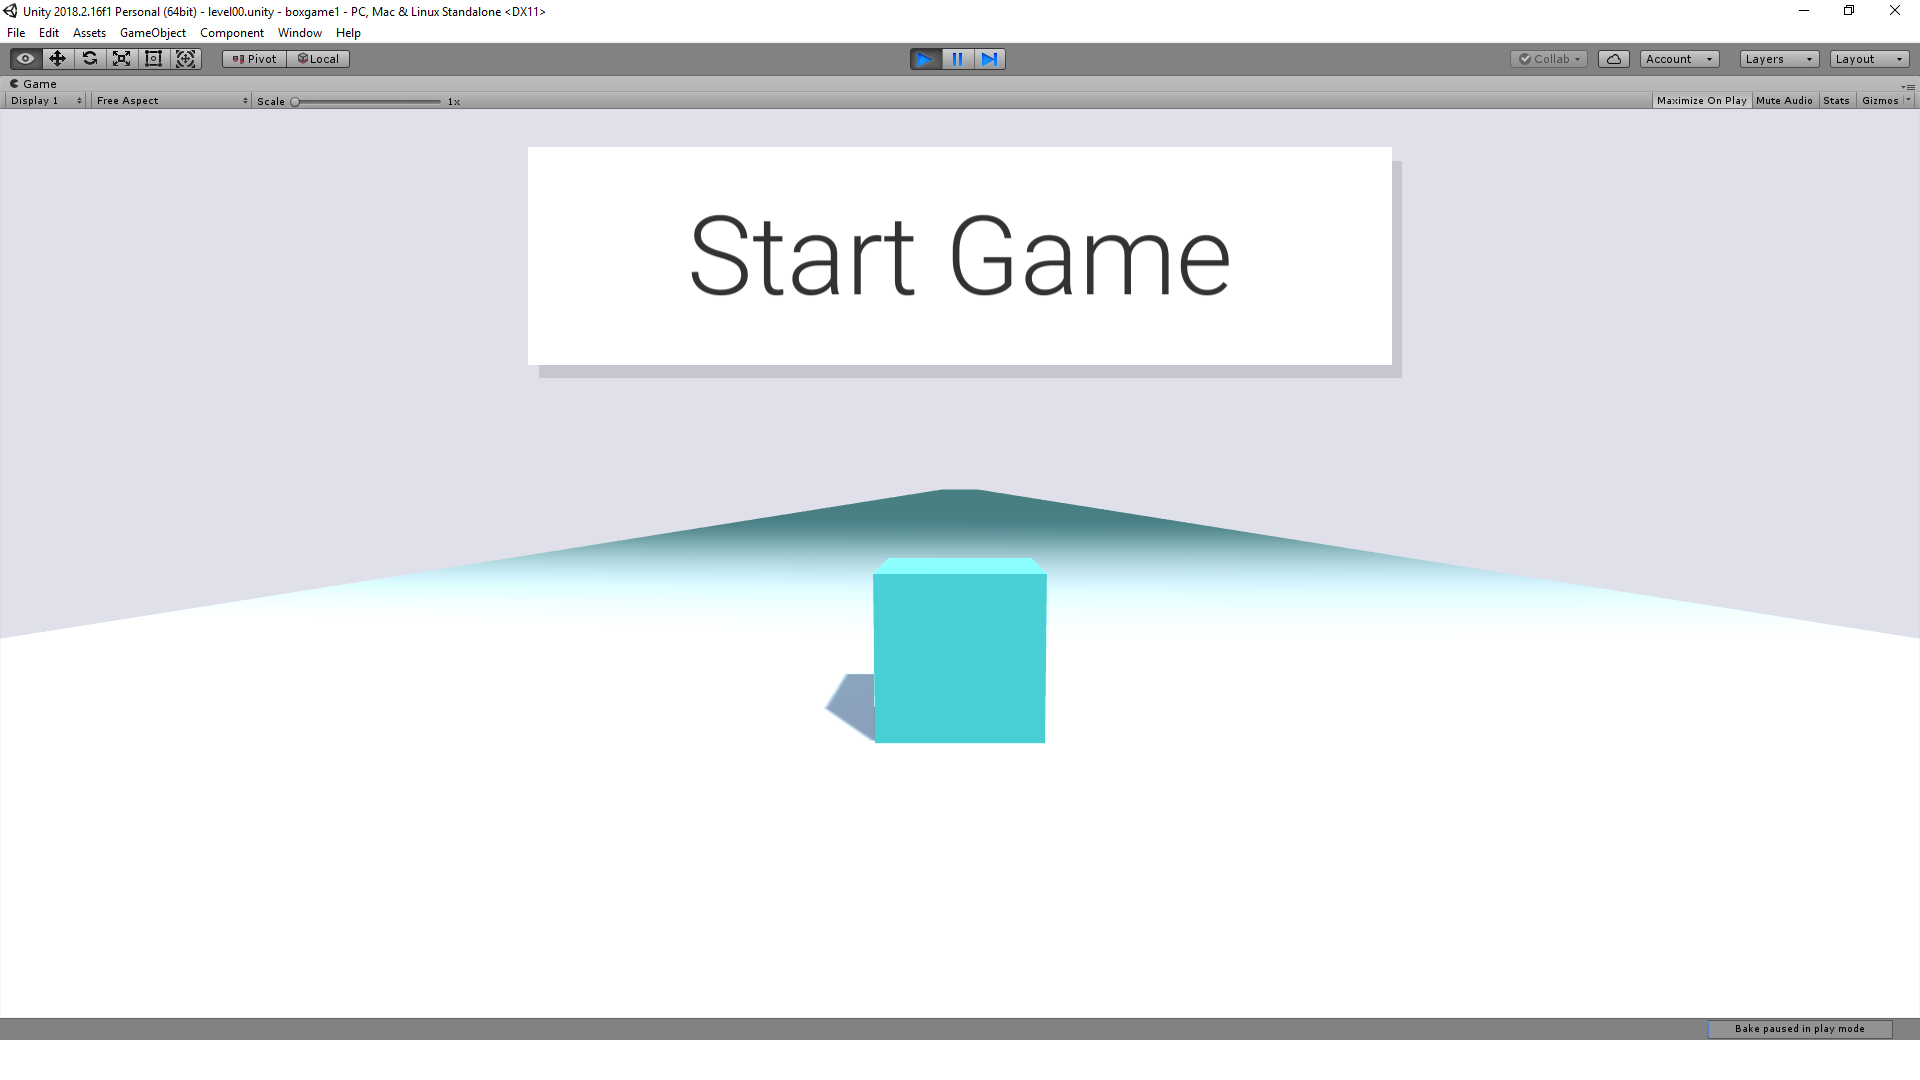 Unity 2018.2.16f1 Personal (64bit) - level00.unity - boxgame1 - PC, Mac & Linux Standalone <DX11>
File Edit Assets GameObject Component Window Help
Pivot Local Collab Account Layers Layout
Game
Display 1 Free Aspect Scale 1x Maximize On Play Mute Audio Stats Gizmos
Start Game
Bake paused in play mode